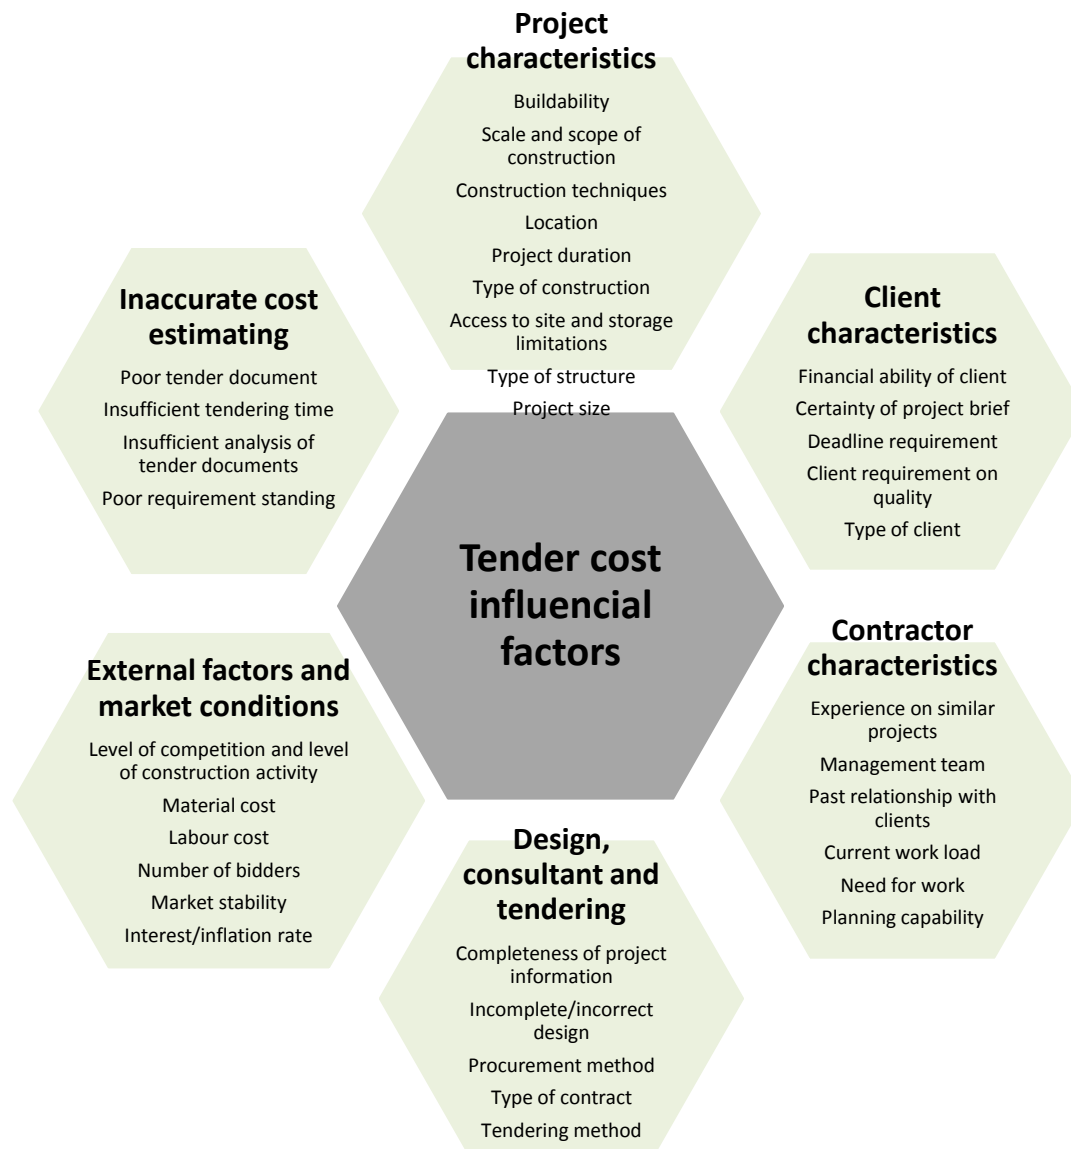 Project
characteristics
Buildability
Scale and scope of
construction
Construction techniques
Location
Project duration
Type of construction
Access to site and storage
limitations
Type of structure
Project size
Client
characteristics
Financial ability of client
Certainty of project brief
Deadline requirement
Client requirement on
quality
Type of client
Contractor
characteristics
Experience on similar
projects
Management team
Past relationship with
clients
Current work load
Need for work
Planning capability
Design,
consultant and
tendering
Completeness of project
information
Incomplete/incorrect
design
Procurement method
Type of contract
Tendering method
External factors and
market conditions
Level of competition and level
of construction activity
Material cost
Labour cost
Number of bidders
Market stability
Interest/inflation rate
Inaccurate cost
estimating
Poor tender document
Insufficient tendering time
Insufficient analysis of
tender documents
Poor requirement standing
Tender cost
influencial
factors